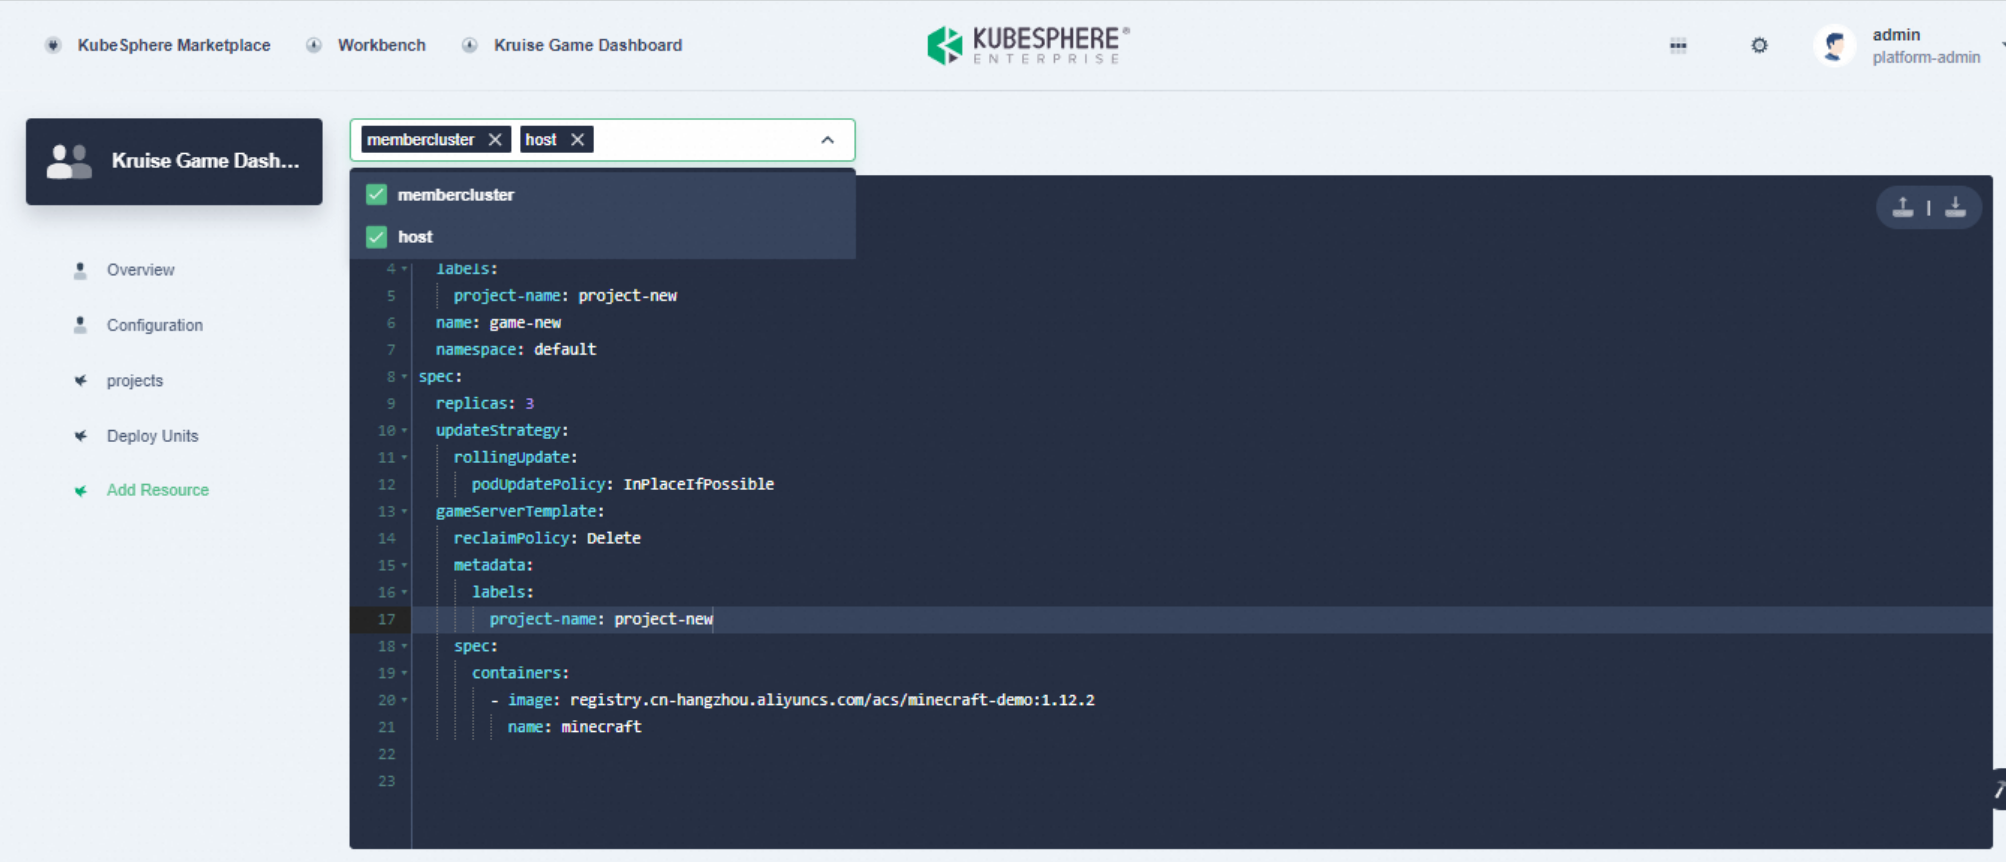 KubeSphere Marketplace
Workbench
Kruise Game Dashboard
KUBESPHERE®
ENTERPRISE
admin
platform-admin
Kruise Game Dash...
Overview
Configuration
projects
Deploy Units
Add Resource
membercluster
host
membercluster
host
4 labels:
5 project-name: project-new
6 name: game-new
7 namespace: default
8 spec:
9 replicas: 3
10 updateStrategy:
11 rollingUpdate:
12 podUpdatePolicy: InPlaceIfPossible
13 gameServerTemplate:
14 reclaimPolicy: Delete
15 metadata:
16 labels:
17 project-name: project-new
18 spec:
19 containers:
20 - image: registry.cn-hangzhou.aliyuncs.com/acs/minecraft-demo:1.12.2
21 name: minecraft
22
23